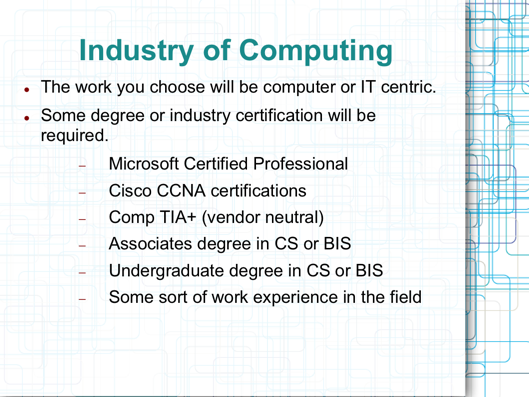 Industry of Computing
● The work you choose will be computer or IT centric.
● Some degree or industry certification will be
required.
– Microsoft Certified Professional
– Cisco CCNA certifications
– Comp TIA+ (vendor neutral)
– Associates degree in CS or BIS
– Undergraduate degree in CS or BIS
– Some sort of work experience in the field